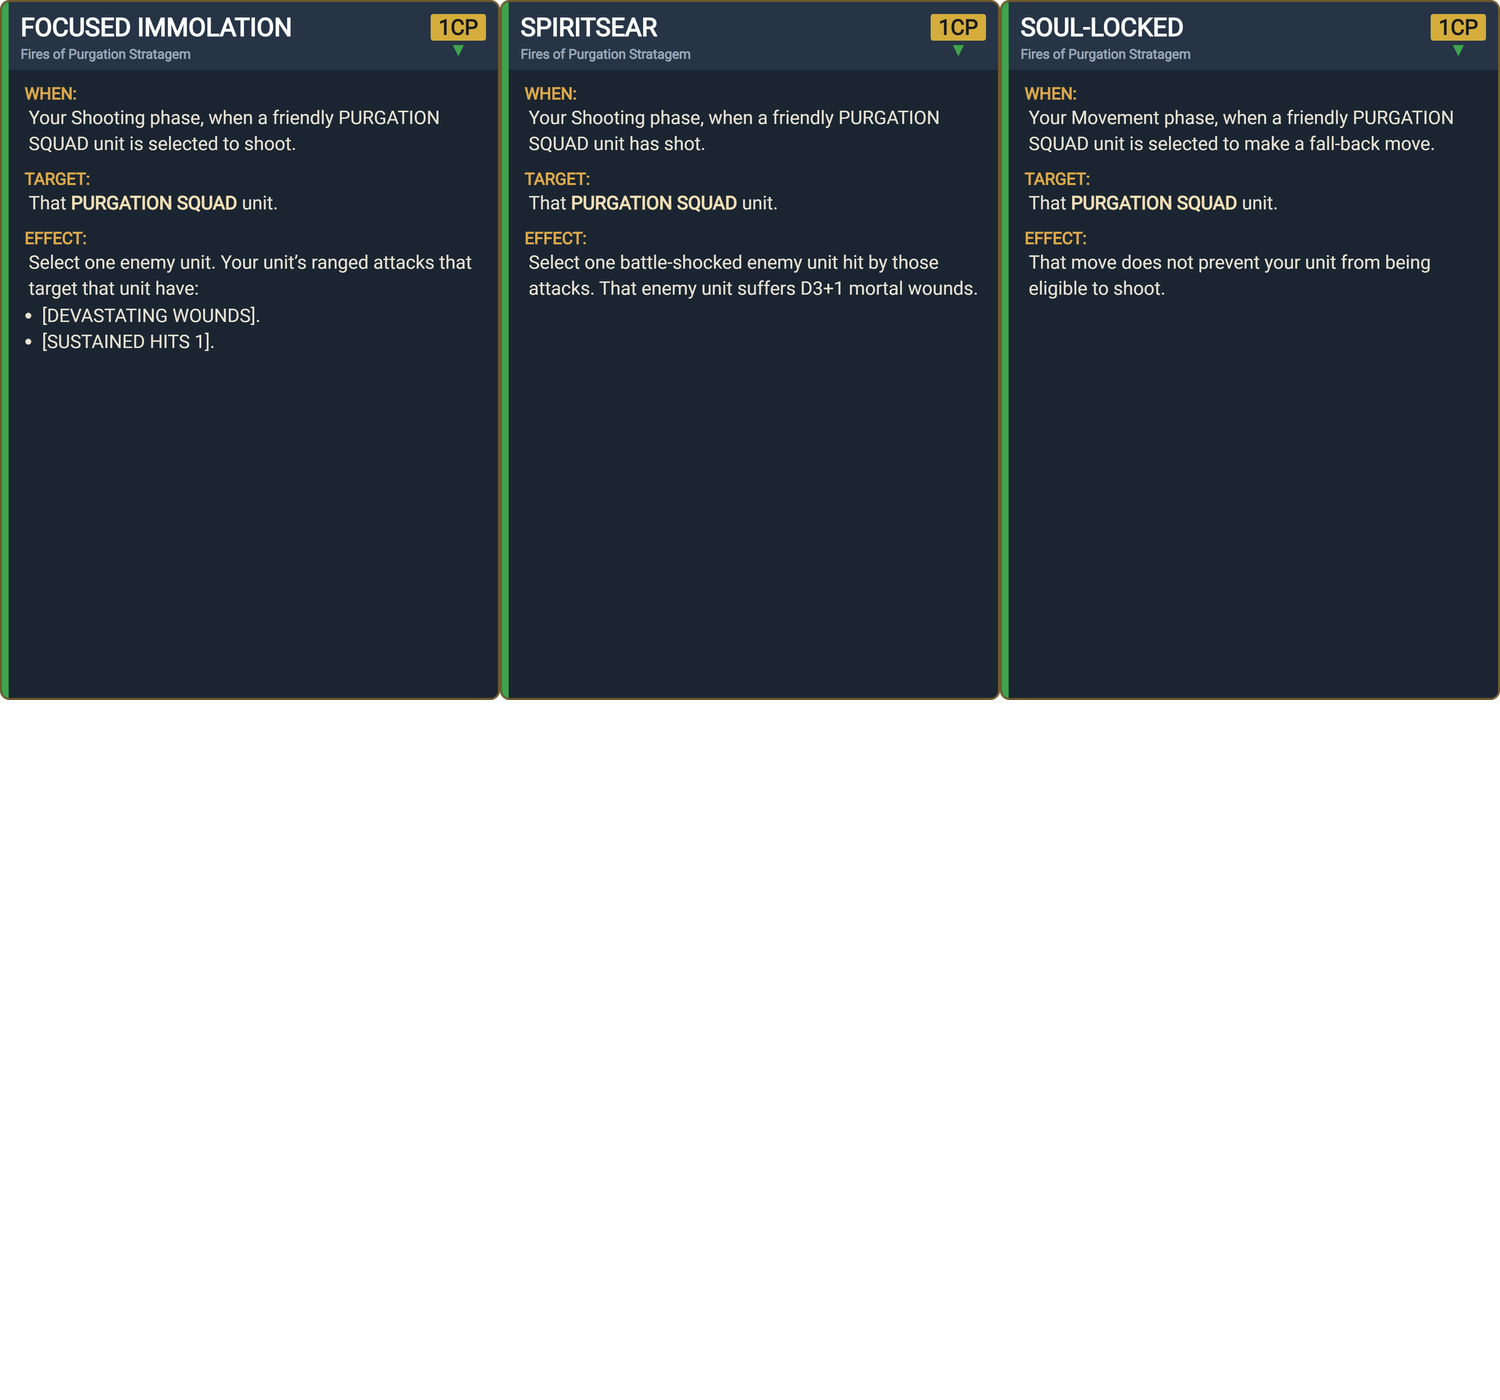 FOCUSED IMMOLATION
1CP
Fires of Purgation Stratagem
WHEN:
Your Shooting phase, when a friendly PURGATION
SQUAD unit is selected to shoot.
TARGET:
That PURGATION SQUAD unit.
EFFECT:
Select one enemy unit. Your unit’s ranged attacks that
target that unit have:
• [DEVASTATING WOUNDS].
• [SUSTAINED HITS 1].
SPIRITSEAR
1CP
Fires of Purgation Stratagem
WHEN:
Your Shooting phase, when a friendly PURGATION
SQUAD unit has shot.
TARGET:
That PURGATION SQUAD unit.
EFFECT:
Select one battle-shocked enemy unit hit by those
attacks. That enemy unit suffers D3+1 mortal wounds.
SOUL-LOCKED
1CP
Fires of Purgation Stratagem
WHEN:
Your Movement phase, when a friendly PURGATION
SQUAD unit is selected to make a fall-back move.
TARGET:
That PURGATION SQUAD unit.
EFFECT:
That move does not prevent your unit from being
eligible to shoot.